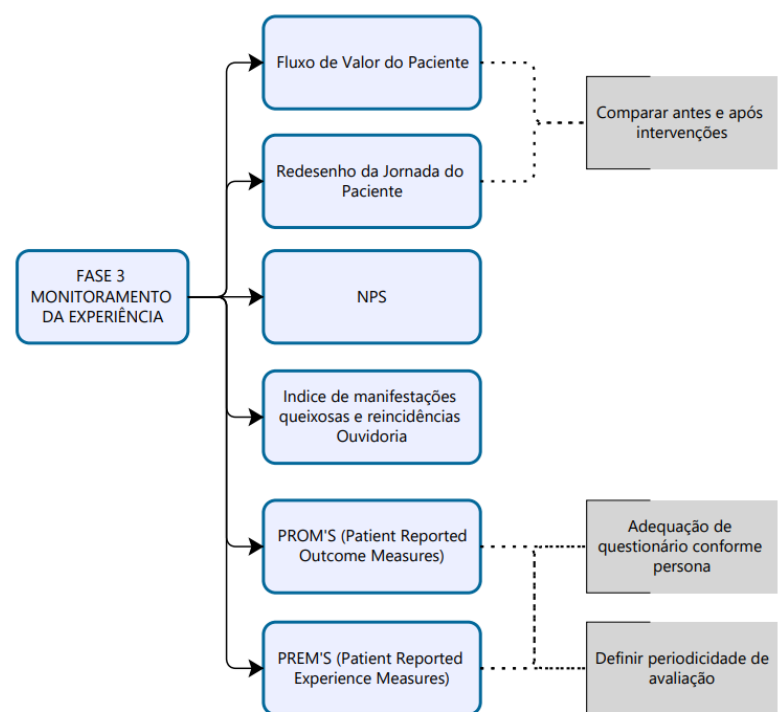 Fluxo de Valor do Paciente
Comparar antes e após
intervenções
Redesenho da Jornada do
Paciente
FASE 3
MONITORAMENTO
DA EXPERIÊNCIA
NPS
Indice de manifestações
queixosas e reincidências
Ouvidoria
PROM'S (Patient Reported
Outcome Measures)
Adequação de
questionário conforme
persona
PREM'S (Patient Reported
Experience Measures)
Definir periodicidade de
avaliação